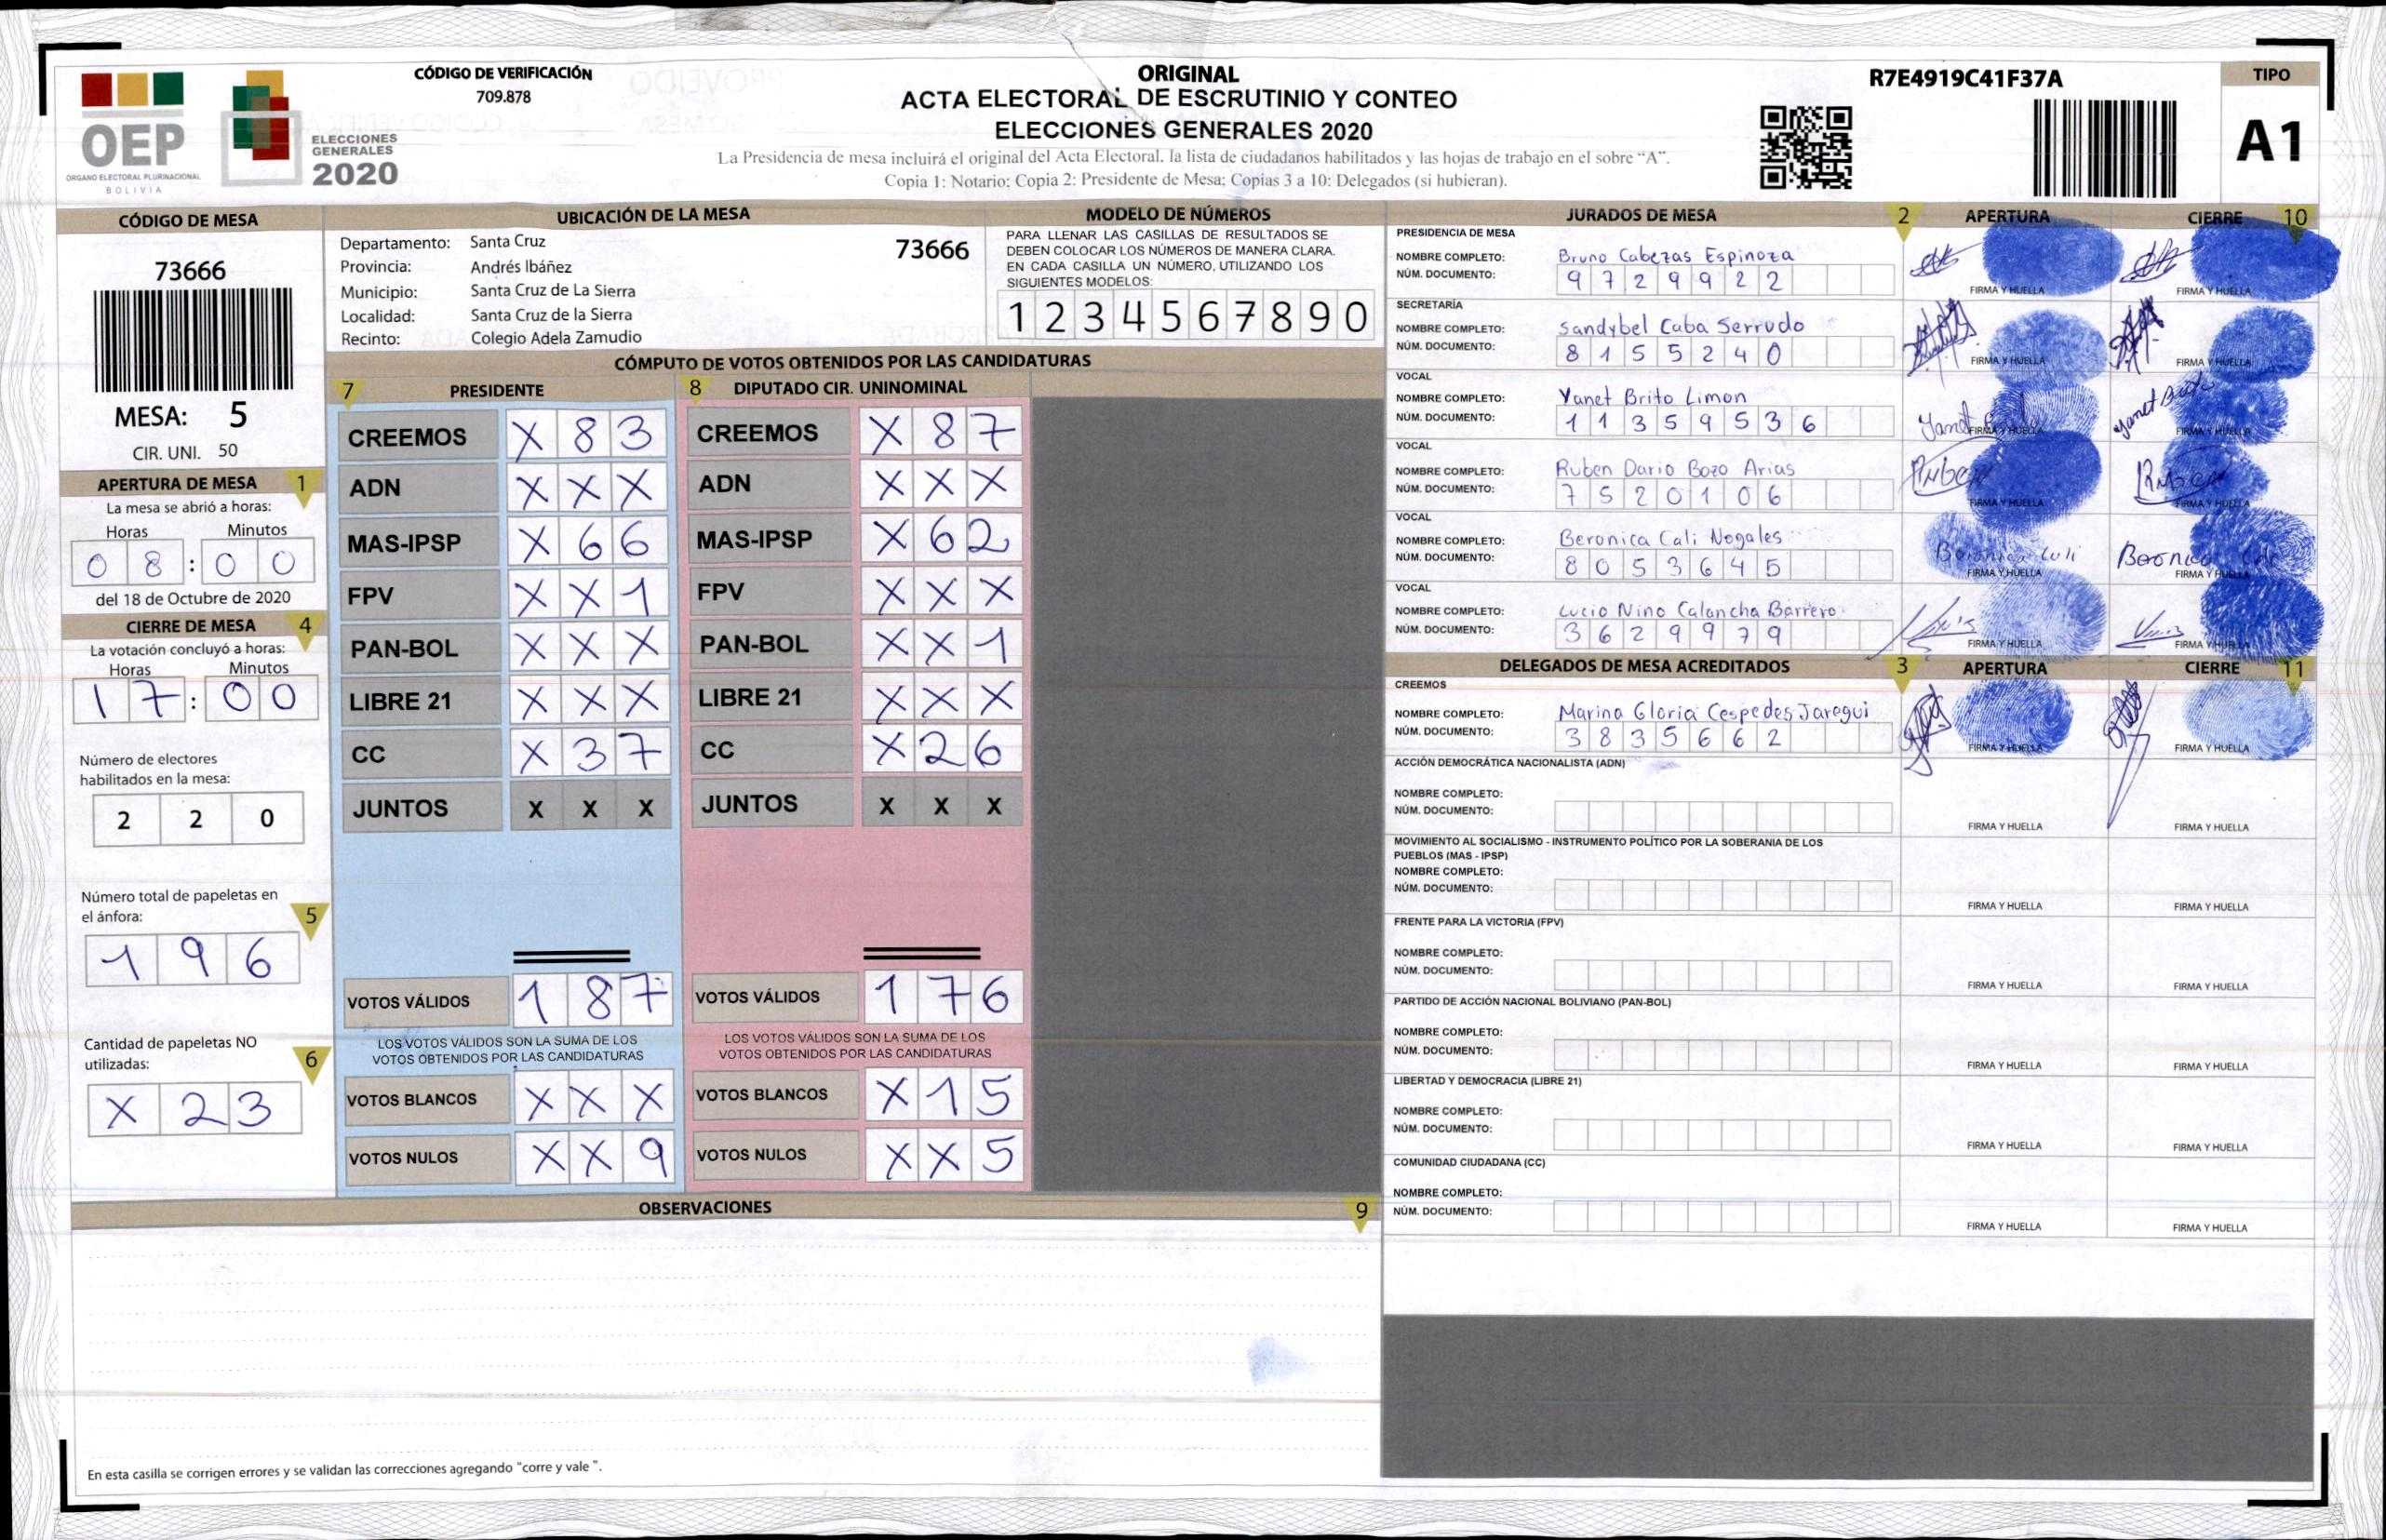 ORIGINAL
ACTA ELECTORAL DE ESCRUTINIO Y CONTEO
ELECCIONES GENERALES 2020
La Presidencia de mesa incluirá el original del Acta Electoral, la lista de ciudadanos habilitados y las hojas de trabajo en el sobre “A”.
Copia 1: Notario; Copia 2: Presidente de Mesa; Copias 3 a 10: Delegados (si hubieran).
OEP
ORGANO ELECTORAL PLURINACIONAL
BOLIVIA
ELECCIONES
GENERALES
2020
CÓDIGO DE VERIFICACIÓN
709.878
R7E4919C41F37A
TIPO
A1
CÓDIGO DE MESA
73666
MESA: 5
CIR. UNI. 50
APERTURA DE MESA 1
La mesa se abrió a horas:
Horas Minutos
0 8 : 0 0
del 18 de Octubre de 2020
CIERRE DE MESA 4
La votación concluyó a horas:
Horas Minutos
1 7 : 0 0
Número de electores
habilitados en la mesa:
2 2 0
Número total de papeletas en
el ánfora: 5
1 9 6
Cantidad de papeletas NO
utilizadas: 6
X 2 3
UBICACIÓN DE LA MESA
Departamento: Santa Cruz 73666
Provincia: Andrés Ibáñez
Municipio: Santa Cruz de La Sierra
Localidad: Santa Cruz de la Sierra
Recinto: Colegio Adela Zamudio
MODELO DE NÚMEROS
PARA LLENAR LAS CASILLAS DE RESULTADOS SE
DEBEN COLOCAR LOS NÚMEROS DE MANERA CLARA.
EN CADA CASILLA UN NÚMERO, UTILIZANDO LOS
SIGUIENTES MODELOS:
1 2 3 4 5 6 7 8 9 0
CÓMPUTO DE VOTOS OBTENIDOS POR LAS CANDIDATURAS
7 PRESIDENTE
CREEMOS X 8 3
ADN X X X
MAS-IPSP X 6 6
FPV X X 1
PAN-BOL X X X
LIBRE 21 X X X
CC X 3 7
JUNTOS X X X
VOTOS VÁLIDOS 1 8 7
LOS VOTOS VÁLIDOS SON LA SUMA DE LOS
VOTOS OBTENIDOS POR LAS CANDIDATURAS
VOTOS BLANCOS X X X
VOTOS NULOS X X 9
8 DIPUTADO CIR. UNINOMINAL
CREEMOS X 8 7
ADN X X X
MAS-IPSP X 6 2
FPV X X X
PAN-BOL X X 1
LIBRE 21 X X X
CC X 2 6
JUNTOS X X X
VOTOS VÁLIDOS 1 7 6
LOS VOTOS VÁLIDOS SON LA SUMA DE LOS
VOTOS OBTENIDOS POR LAS CANDIDATURAS
VOTOS BLANCOS X 1 5
VOTOS NULOS X X 5
OBSERVACIONES 9
En esta casilla se corrigen errores y se validan las correcciones agregando "corre y vale ".
JURADOS DE MESA 2 APERTURA CIERRE 10
PRESIDENCIA DE MESA
NOMBRE COMPLETO: Bruno Cabezas Espinoza
NÚM. DOCUMENTO: 9 7 2 9 9 2 2
FIRMA Y HUELLA FIRMA Y HUELLA
SECRETARÍA
NOMBRE COMPLETO: Sandybel Caba Serrudo
NÚM. DOCUMENTO: 8 1 5 5 2 4 0
FIRMA Y HUELLA FIRMA Y HUELLA
VOCAL
NOMBRE COMPLETO: Yanet Brito Limon
NÚM. DOCUMENTO: 1 1 3 5 9 5 3 6
FIRMA Y HUELLA FIRMA Y HUELLA
VOCAL
NOMBRE COMPLETO: Ruben Dario Bozo Arias
NÚM. DOCUMENTO: 7 5 2 0 1 0 6
FIRMA Y HUELLA FIRMA Y HUELLA
VOCAL
NOMBRE COMPLETO: Beronica Cali Nogales
NÚM. DOCUMENTO: 8 0 5 3 6 4 5
FIRMA Y HUELLA FIRMA Y HUELLA
VOCAL
NOMBRE COMPLETO: Lucio Nino Calancha Barrero
NÚM. DOCUMENTO: 3 6 2 9 9 7 9
FIRMA Y HUELLA FIRMA Y HUELLA
DELEGADOS DE MESA ACREDITADOS 3 APERTURA CIERRE 11
CREEMOS
NOMBRE COMPLETO: Marina Gloria Cespedes Jaregui
NÚM. DOCUMENTO: 3 8 3 5 6 6 2
FIRMA Y HUELLA FIRMA Y HUELLA
ACCIÓN DEMOCRÁTICA NACIONALISTA (ADN)
NOMBRE COMPLETO:
NÚM. DOCUMENTO:
FIRMA Y HUELLA FIRMA Y HUELLA
MOVIMIENTO AL SOCIALISMO - INSTRUMENTO POLÍTICO POR LA SOBERANIA DE LOS
PUEBLOS (MAS - IPSP)
NOMBRE COMPLETO:
NÚM. DOCUMENTO:
FIRMA Y HUELLA FIRMA Y HUELLA
FRENTE PARA LA VICTORIA (FPV)
NOMBRE COMPLETO:
NÚM. DOCUMENTO:
FIRMA Y HUELLA FIRMA Y HUELLA
PARTIDO DE ACCIÓN NACIONAL BOLIVIANO (PAN-BOL)
NOMBRE COMPLETO:
NÚM. DOCUMENTO:
FIRMA Y HUELLA FIRMA Y HUELLA
LIBERTAD Y DEMOCRACIA (LIBRE 21)
NOMBRE COMPLETO:
NÚM. DOCUMENTO:
FIRMA Y HUELLA FIRMA Y HUELLA
COMUNIDAD CIUDADANA (CC)
NOMBRE COMPLETO:
NÚM. DOCUMENTO:
FIRMA Y HUELLA FIRMA Y HUELLA